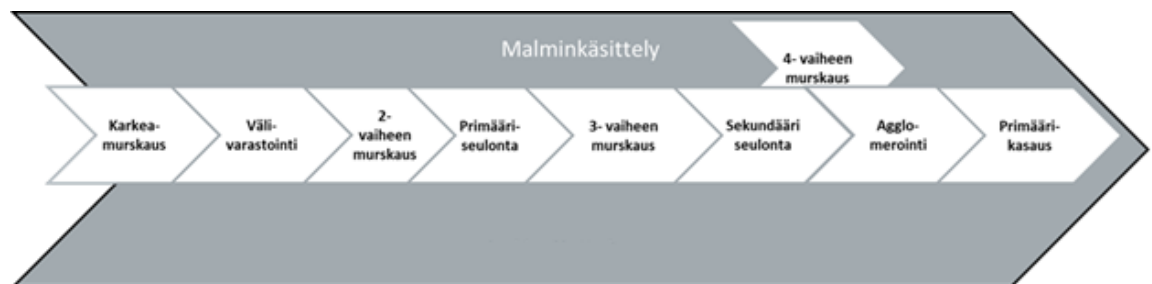 Malminkäsittely
4- vaiheen
murskaus
Karkea-
murskaus
Väli-
varastointi
2-
vaiheen
murskaus
Primääri-
seulonta
3- vaiheen
murskaus
Sekundääri
seulonta
Agglo-
merointi
Primääri-
kasaus